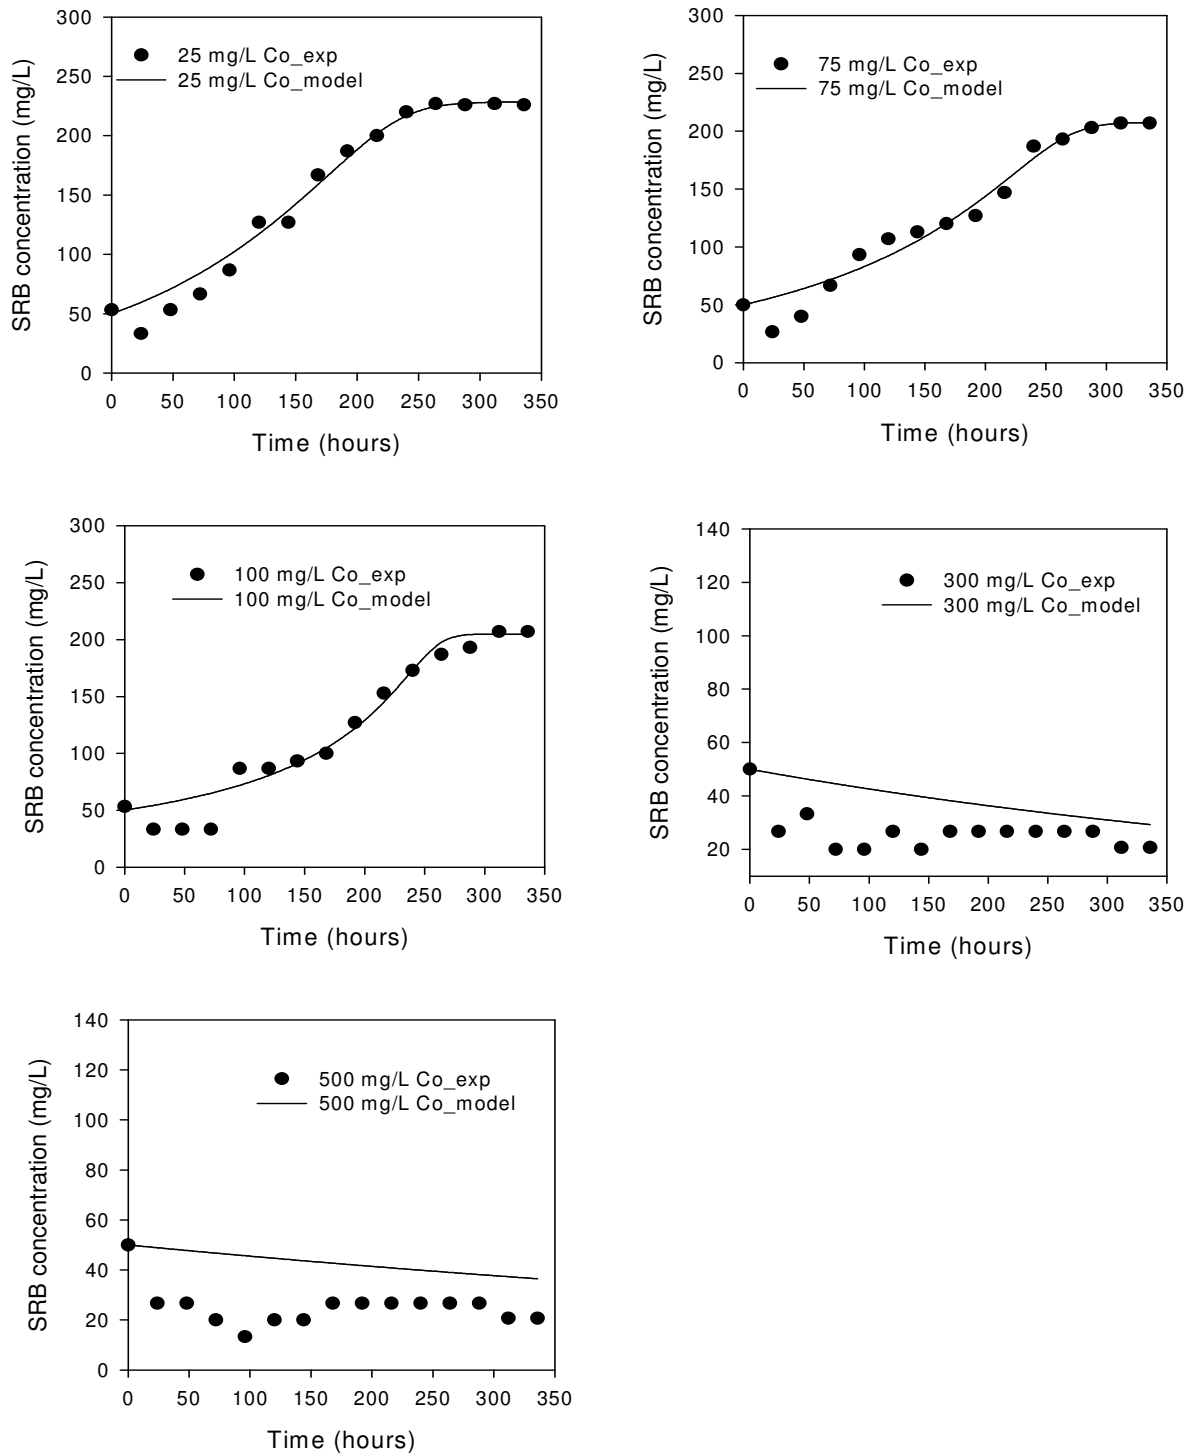 300
250
200
150
100
50
0
SRB concentration (mg/L)
25 mg/L Co_exp
25 mg/L Co_model
0 50 100 150 200 250 300 350
Time (hours)
300
250
200
150
100
50
0
SRB concentration (mg/L)
75 mg/L Co_exp
75 mg/L Co_model
0 50 100 150 200 250 300 350
Time (hours)
300
250
200
150
100
50
0
SRB concentration (mg/L)
100 mg/L Co_exp
100 mg/L Co_model
0 50 100 150 200 250 300 350
Time (hours)
140
120
100
80
60
40
20
SRB concentration (mg/L)
300 mg/L Co_exp
300 mg/L Co_model
0 50 100 150 200 250 300 350
Time (hours)
140
120
100
80
60
40
20
0
SRB concentration (mg/L)
500 mg/L Co_exp
500 mg/L Co_model
0 50 100 150 200 250 300 350
Time (hours)